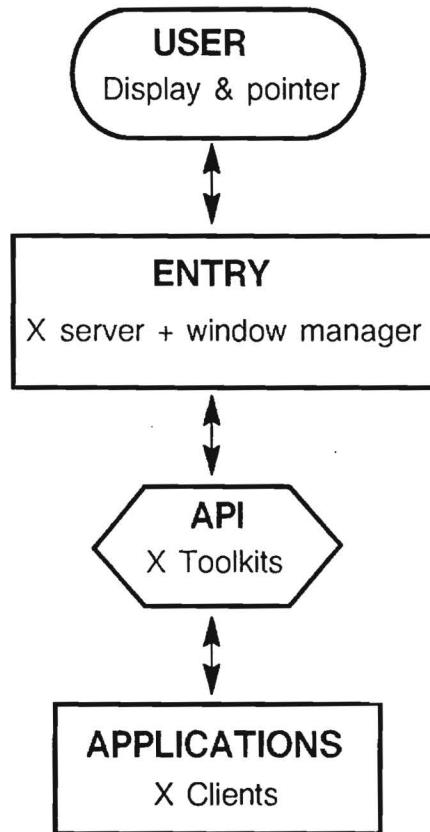 USER
Display & pointer
ENTRY
X server + window manager
API
X Toolkits
APPLICATIONS
X Clients